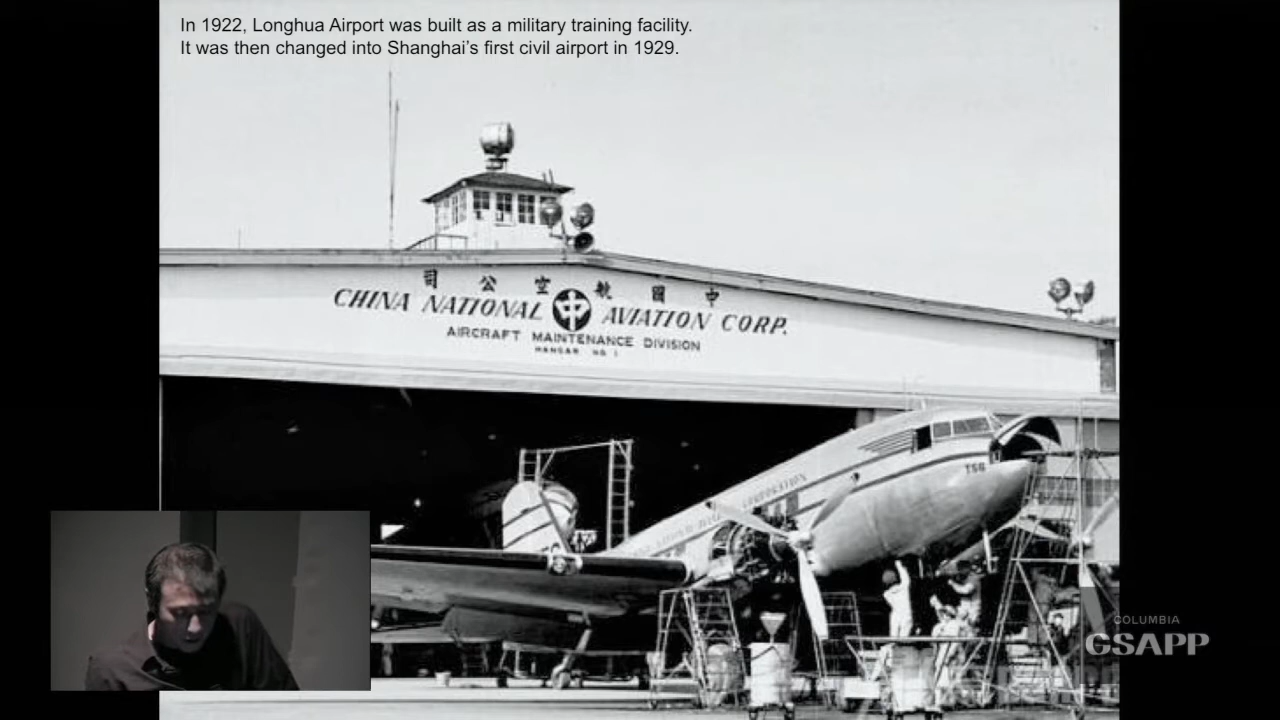 In 1922, Longhua Airport was built as a military training facility.
It was then changed into Shanghai's first civil airport in 1929.
司公空航國中
CHINA NATIONAL 中 AVIATION CORP.
AIRCRAFT MAINTENANCE DIVISION
HANGAR NO 1
CORPORATION
COLUMBIA
GSAPP